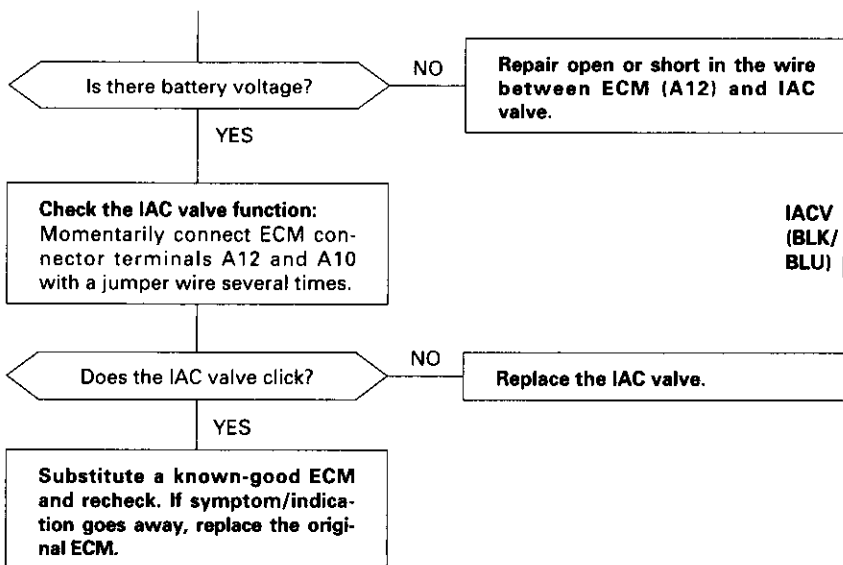 Is there battery voltage?
NO
Repair open or short in the wire
between ECM (A12) and IAC
valve.
YES
Check the IAC valve function:
Momentarily connect ECM con-
nector terminals A12 and A10
with a jumper wire several times.
IACV
(BLK/
BLU)
Does the IAC valve click?
NO
Replace the IAC valve.
YES
Substitute a known-good ECM
and recheck. If symptom/indica-
tion goes away, replace the origi-
nal ECM.